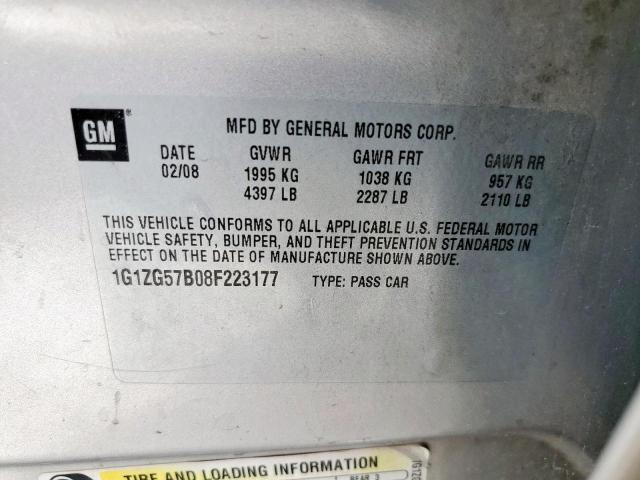 GM
MFD BY GENERAL MOTORS CORP.
DATE GVWR GAWR FRT GAWR RR
02/08 1995 KG 1038 KG 957 KG
4397 LB 2287 LB 2110 LB
THIS VEHICLE CONFORMS TO ALL APPLICABLE U.S. FEDERAL MOTOR
VEHICLE SAFETY, BUMPER, AND THEFT PREVENTION STANDARDS IN
EFFECT ON THE DATE OF MANUFACTURE SHOWN ABOVE.
1G1ZG57B08F223177 TYPE: PASS CAR
TIRE AND LOADING INFORMATION
REAR